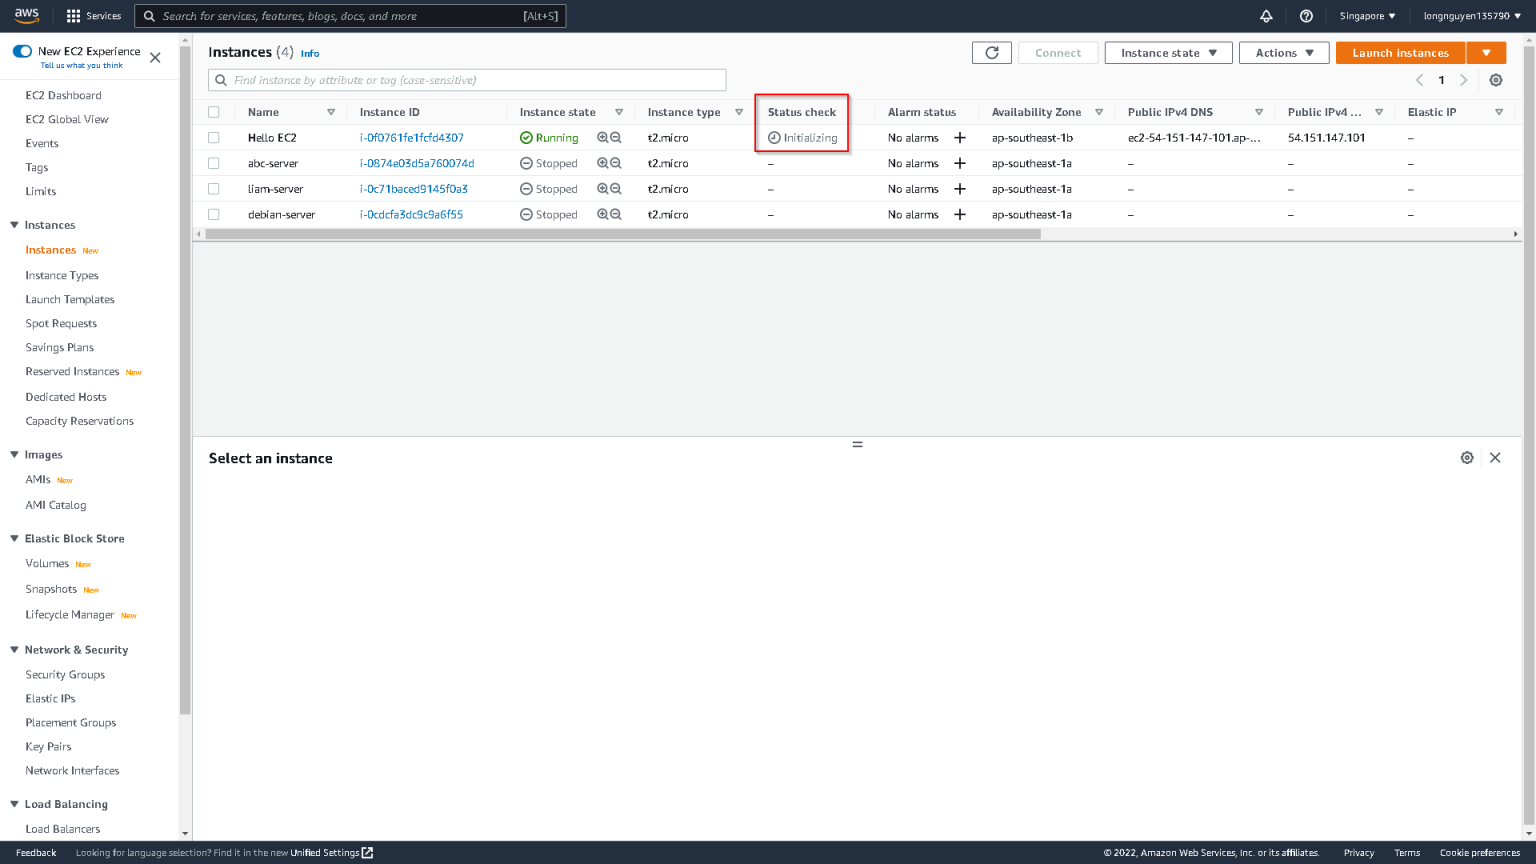 aws Services Search for services, features, blogs, docs, and more [Alt+S] Singapore ▼ longnguyen135790 ▼
New EC2 Experience
Tell us what you think
EC2 Dashboard
EC2 Global View
Events
Tags
Limits
Instances
Instances New
Instance Types
Launch Templates
Spot Requests
Savings Plans
Reserved Instances New
Dedicated Hosts
Capacity Reservations
Images
AMIs New
AMI Catalog
Elastic Block Store
Volumes New
Snapshots New
Lifecycle Manager New
Network & Security
Security Groups
Elastic IPs
Placement Groups
Key Pairs
Network Interfaces
Load Balancing
Load Balancers
Instances (4) Info
Connect Instance state ▼ Actions ▼ Launch instances ▼
Find instance by attribute or tag (case-sensitive)
1
Name Instance ID Instance state Instance type Status check Alarm status Availability Zone Public IPv4 DNS Public IPv4 ... Elastic IP
Hello EC2 i-0f0761fe1fcfd4307 Running t2.micro Initializing No alarms + ap-southeast-1b ec2-54-151-147-101.ap-... 54.151.147.101 –
abc-server i-0874e03d5a760074d Stopped t2.micro – No alarms + ap-southeast-1a – – –
liam-server i-0c71baced9145f0a3 Stopped t2.micro – No alarms + ap-southeast-1a – – –
debian-server i-0cdcfa3dc9c9a6f55 Stopped t2.micro – No alarms + ap-southeast-1a – – –
Select an instance
Feedback Looking for language selection? Find it in the new Unified Settings © 2022, Amazon Web Services, Inc. or its affiliates. Privacy Terms Cookie preferences